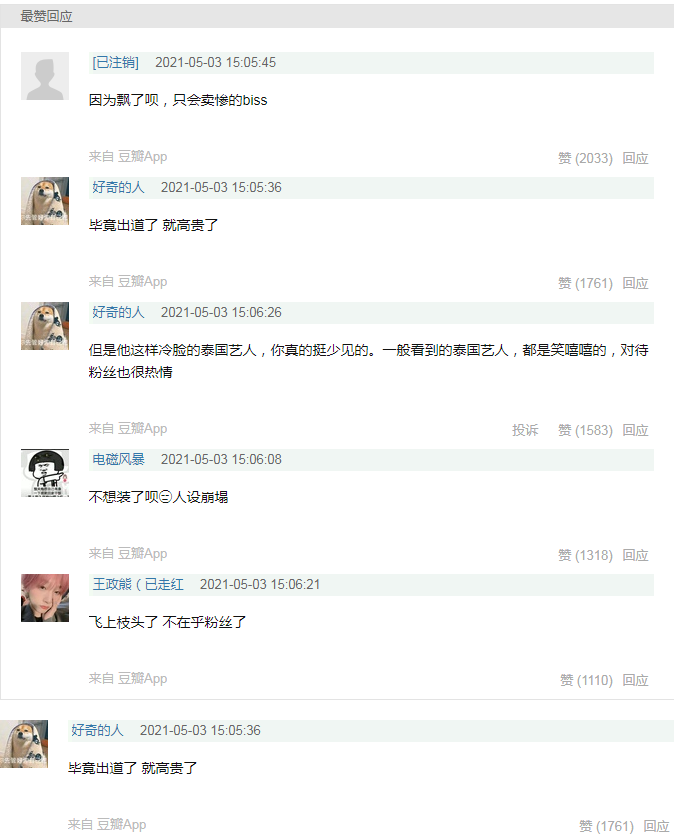 最赞回应
[已注销] 2021-05-03 15:05:45
因为飘了呗，只会卖惨的biss
来自 豆瓣App
赞 (2033) 回应
好奇的人 2021-05-03 15:05:36
毕竟出道了 就高贵了
来自 豆瓣App
赞 (1761) 回应
好奇的人 2021-05-03 15:06:26
但是他这样冷脸的泰国艺人，你真的挺少见的。一般看到的泰国艺人，都是笑嘻嘻的，对待
粉丝也很热情
来自 豆瓣App
投诉 赞 (1583) 回应
电磁风暴 2021-05-03 15:06:08
不想装了呗😑人设崩塌
来自 豆瓣App
赞 (1318) 回应
王政熊（已走红 2021-05-03 15:06:21
飞上枝头了 不在乎粉丝了
来自 豆瓣App
赞 (1110) 回应
好奇的人 2021-05-03 15:05:36
毕竟出道了 就高贵了
来自 豆瓣App
赞 (1761) 回应